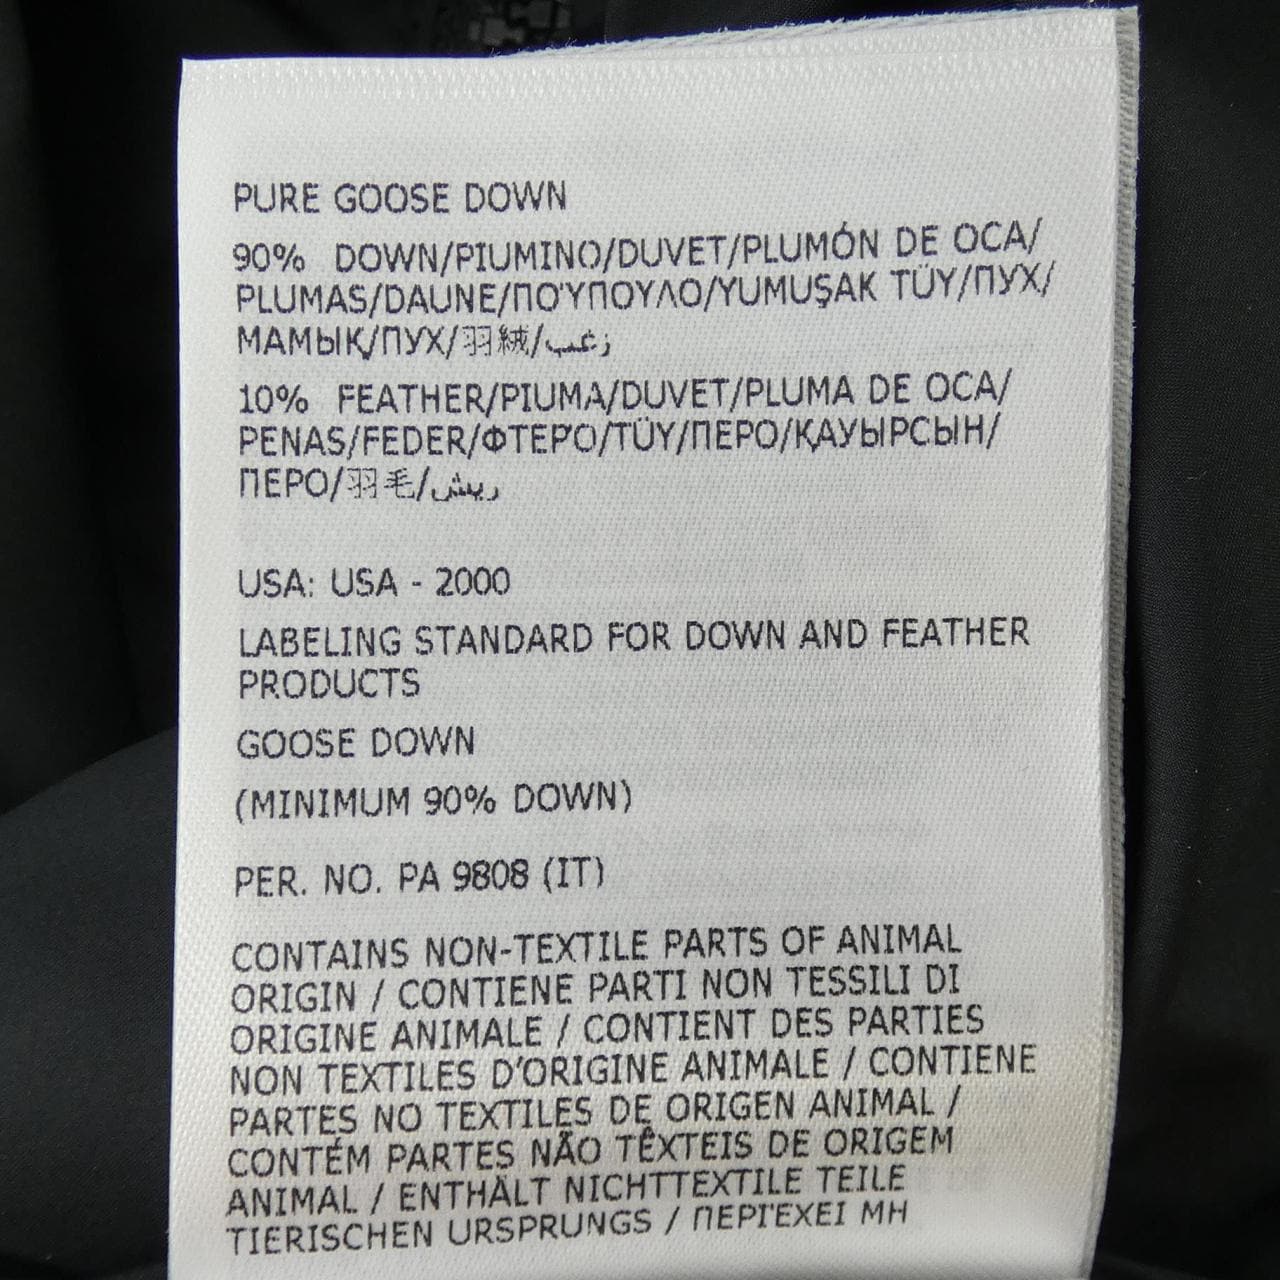 PURE GOOSE DOWN
90% DOWN/PIUMINO/DUVET/PLUMÓN DE OCA/
PLUMAS/DAUNE/ΠΟΎΠΟΥΛΟ/YUMUŞAK TÜY/ПУХ/
МАМЫҚ/ПУХ/羽絨/زغب
10% FEATHER/PIUMA/DUVET/PLUMA DE OCA/
PENAS/FEDER/ΦΤΕΡΌ/TÜY/ПЕРО/ҚАУЫРСЫН/
ПЕРО/羽毛/ريش
USA: USA - 2000
LABELING STANDARD FOR DOWN AND FEATHER
PRODUCTS
GOOSE DOWN
(MINIMUM 90% DOWN)
PER. NO. PA 9808 (IT)
CONTAINS NON-TEXTILE PARTS OF ANIMAL
ORIGIN / CONTIENE PARTI NON TESSILI DI
ORIGINE ANIMALE / CONTIENT DES PARTIES
NON TEXTILES D'ORIGINE ANIMALE / CONTIENE
PARTES NO TEXTILES DE ORIGEN ANIMAL /
CONTÉM PARTES NÃO TÊXTEIS DE ORIGEM
ANIMAL / ENTHÄLT NICHTTEXTILE TEILE
TIERISCHEN URSPRUNGS / ΠΕΡΙΈΧΕΙ ΜΗ